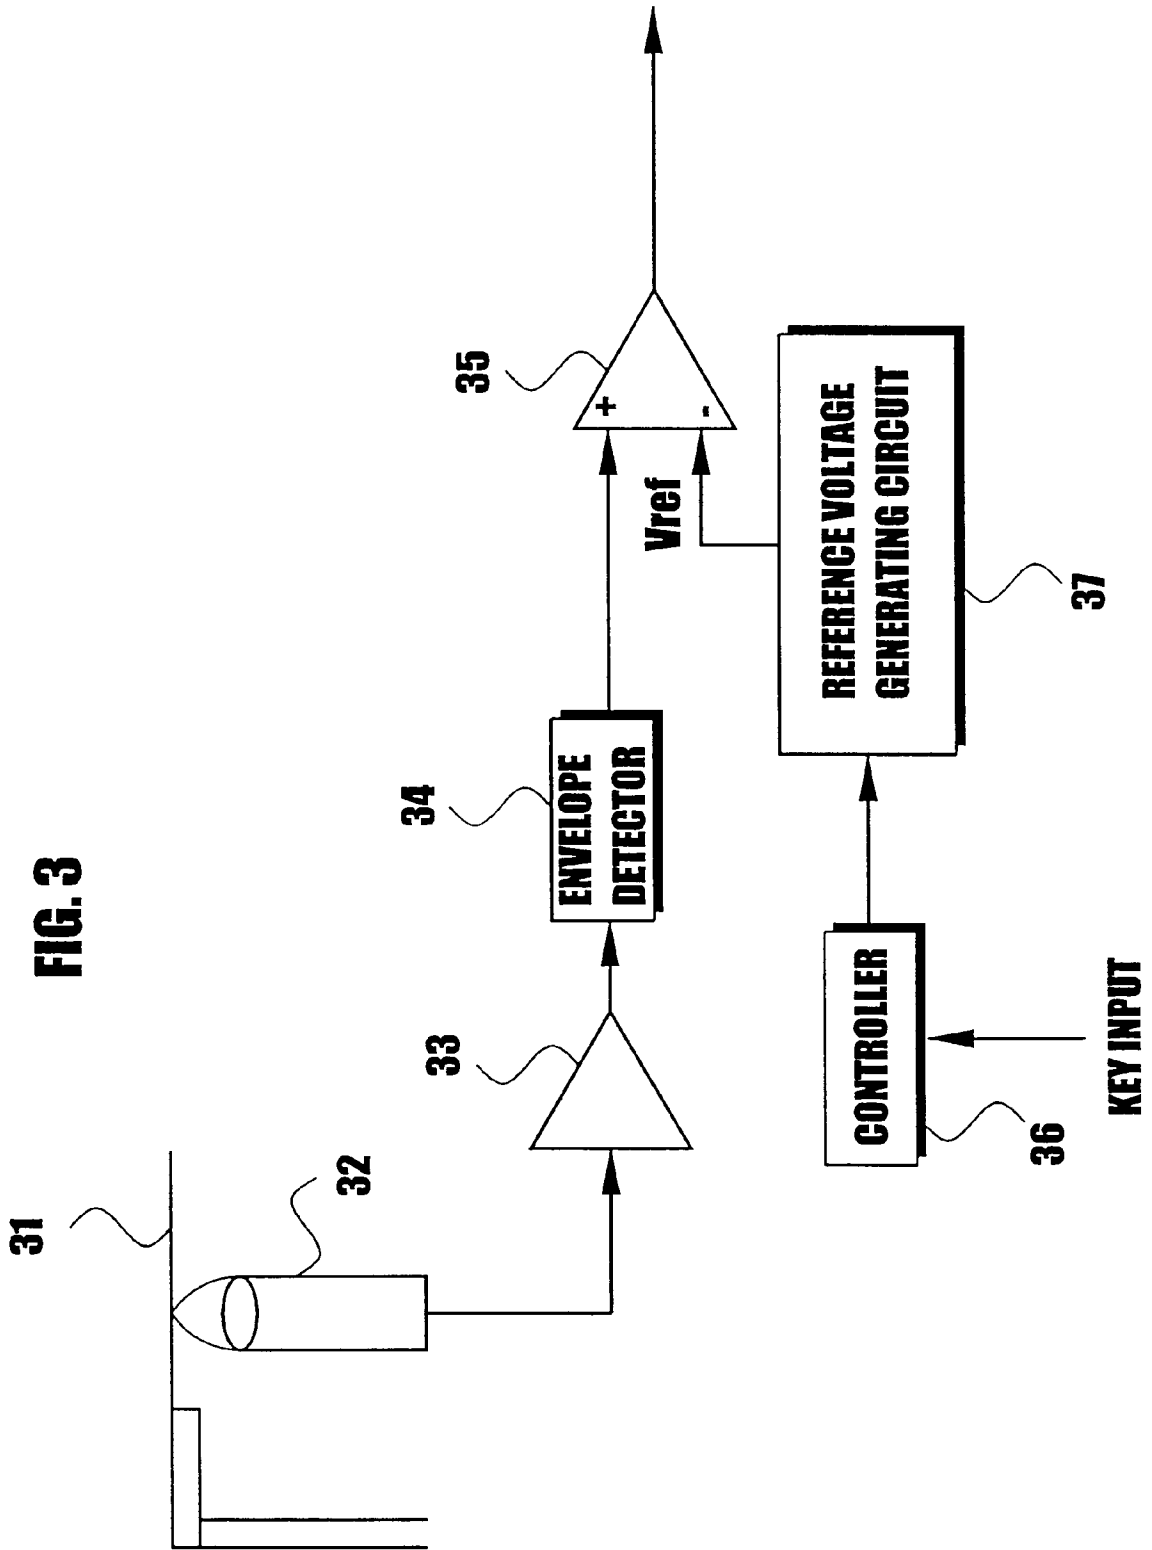 FIG. 3
31
32
33
34
35
ENVELOPE
DETECTOR
+
-
Vref
REFERENCE VOLTAGE
GENERATING CIRCUIT
37
CONTROLLER
36
KEY INPUT